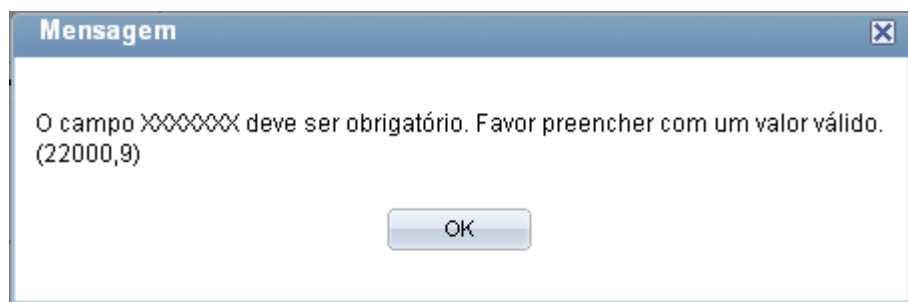 Mensagem
O campo XXXXXXX deve ser obrigatório. Favor preencher com um valor válido.
(22000,9)
OK